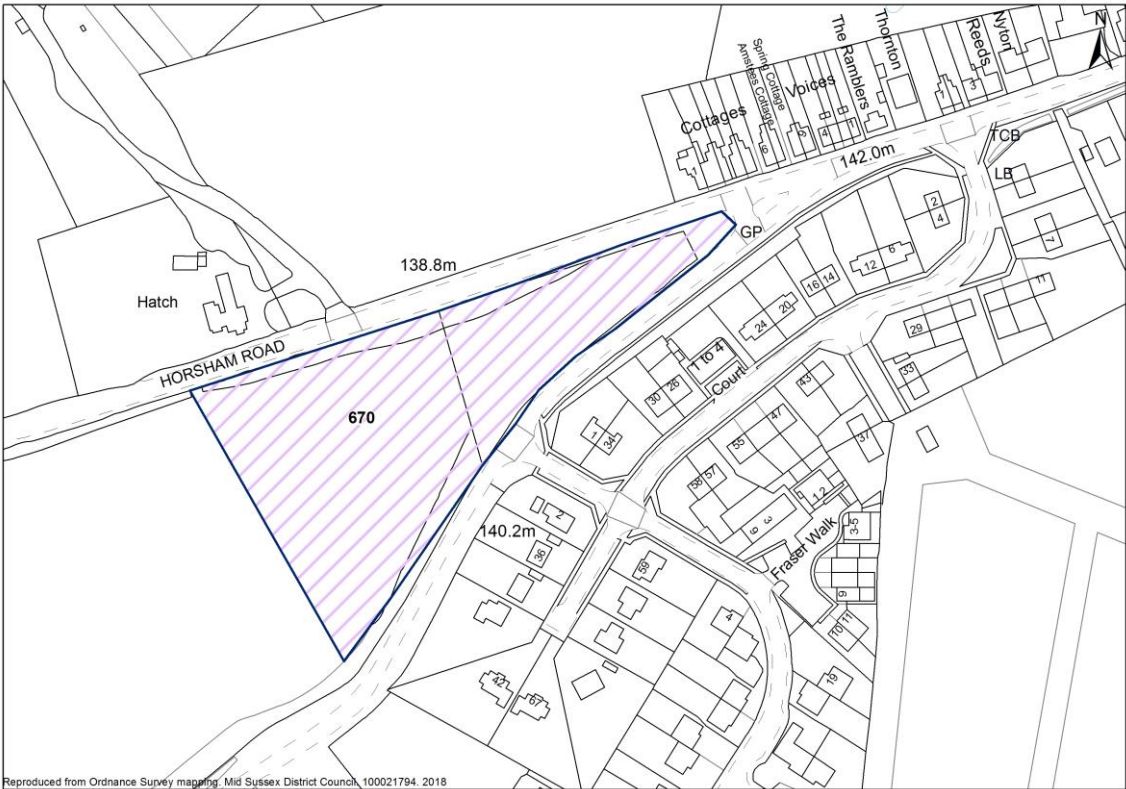 N
Nyton
Reeds
Thornton
The Ramblers
Voices
Spring Cottage
Amstees Cottage
Cottages
1
6
9
4
1
1
3
142.0m
TCB
LB
GP
2
4
7
11
6
12
16 14
20
24
29
33
138.8m
Hatch
HORSHAM ROAD
1 to 4
Court
30 26
43
1
34
47
37
55
670
58 57
1 2
3
9
3-5
Fraser Walk
140.2m
2
36
59
9
4
11
10
19
42
67
Reproduced from Ordnance Survey mapping. Mid Sussex District Council. 100021794. 2018